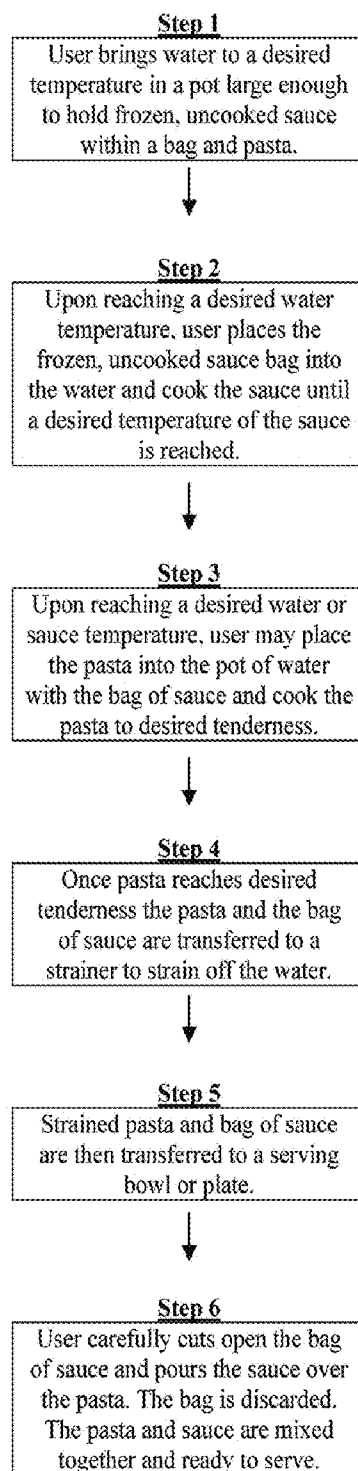 Step 1
User brings water to a desired
temperature in a pot large enough
to hold frozen, uncooked sauce
within a bag and pasta.
Step 2
Upon reaching a desired water
temperature, user places the
frozen, uncooked sauce bag into
the water and cook the sauce until
a desired temperature of the sauce
is reached.
Step 3
Upon reaching a desired water or
sauce temperature, user may place
the pasta into the pot of water
with the bag of sauce and cook the
pasta to desired tenderness.
Step 4
Once pasta reaches desired
tenderness the pasta and the bag
of sauce are transferred to a
strainer to strain off the water.
Step 5
Strained pasta and bag of sauce
are then transferred to a serving
bowl or plate.
Step 6
User carefully cuts open the bag
of sauce and pours the sauce over
the pasta. The bag is discarded.
The pasta and sauce are mixed
together and ready to serve.